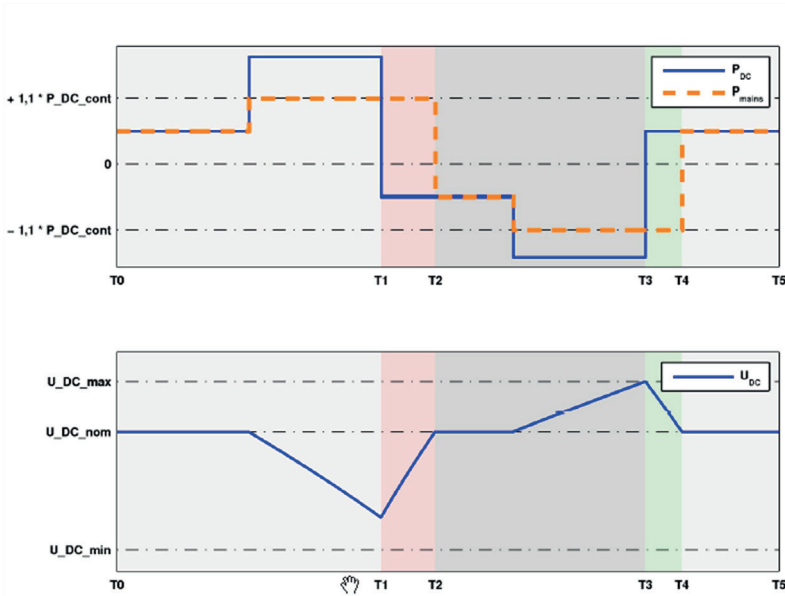 P_DC
P_mains
+ 1,1 * P_DC_cont
0
− 1,1 * P_DC_cont
T0 T1 T2 T3 T4 T5
U_DC
U_DC_max
U_DC_nom
U_DC_min
T0 T1 T2 T3 T4 T5